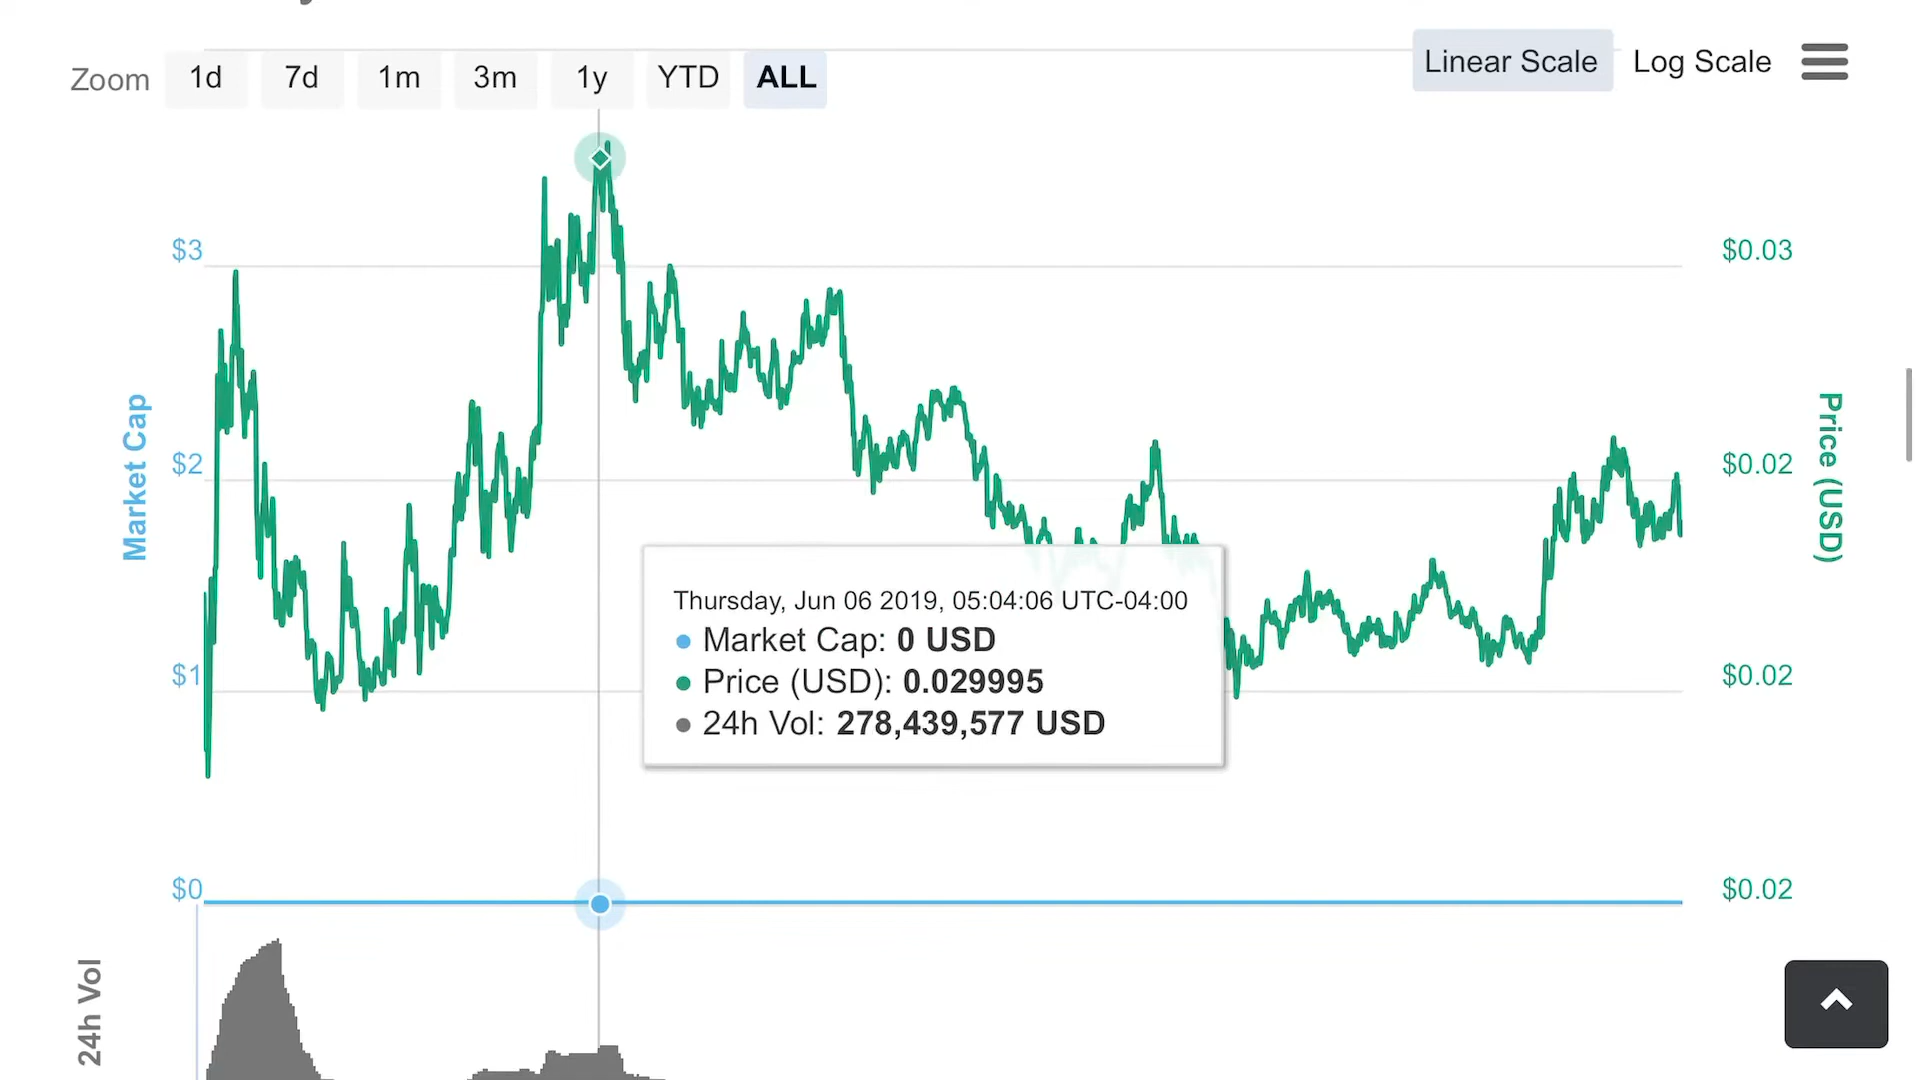 Zoom 1d 7d 1m 3m 1y YTD ALL
Linear Scale Log Scale
$3
$0.03
$2
$0.02
$1
$0.02
$0
$0.02
Market Cap
Price (USD)
Thursday, Jun 06 2019, 05:04:06 UTC-04:00
Market Cap: 0 USD
Price (USD): 0.029995
24h Vol: 278,439,577 USD
24h Vol